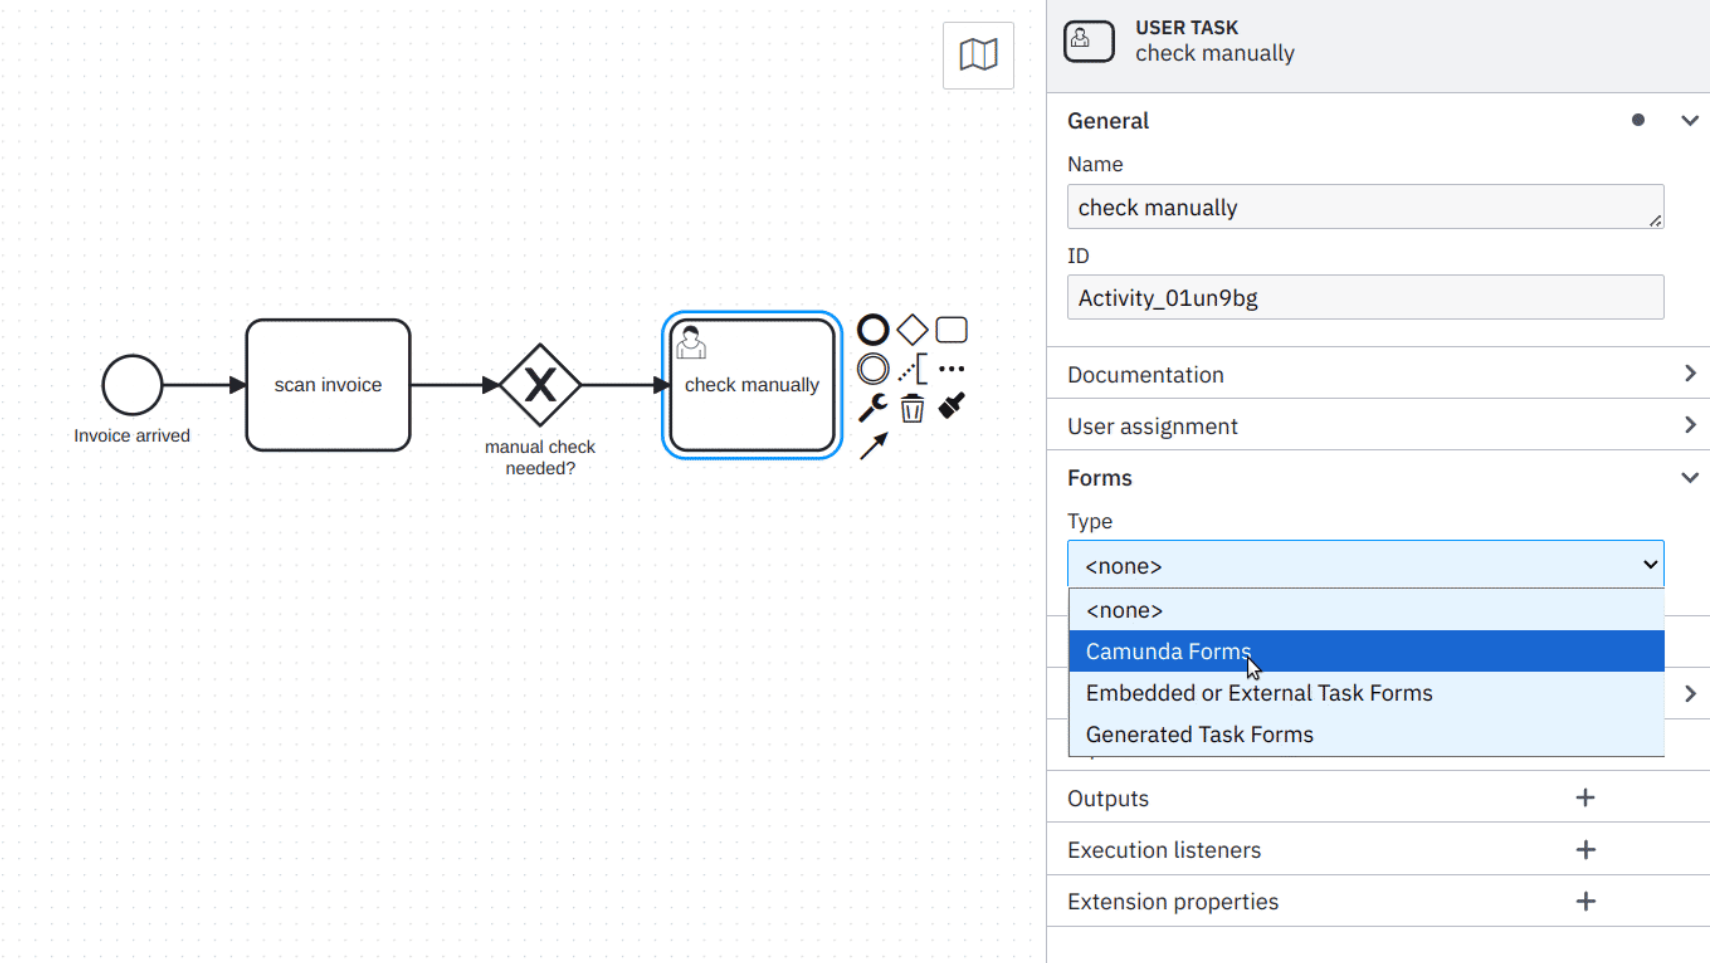 Invoice arrived
scan invoice
manual check
needed?
check manually
USER TASK
check manually
General
Name
check manually
ID
Activity_01un9bg
Documentation
User assignment
Forms
Type
<none>
<none>
Camunda Forms
Embedded or External Task Forms
Generated Task Forms
Outputs
Execution listeners
Extension properties